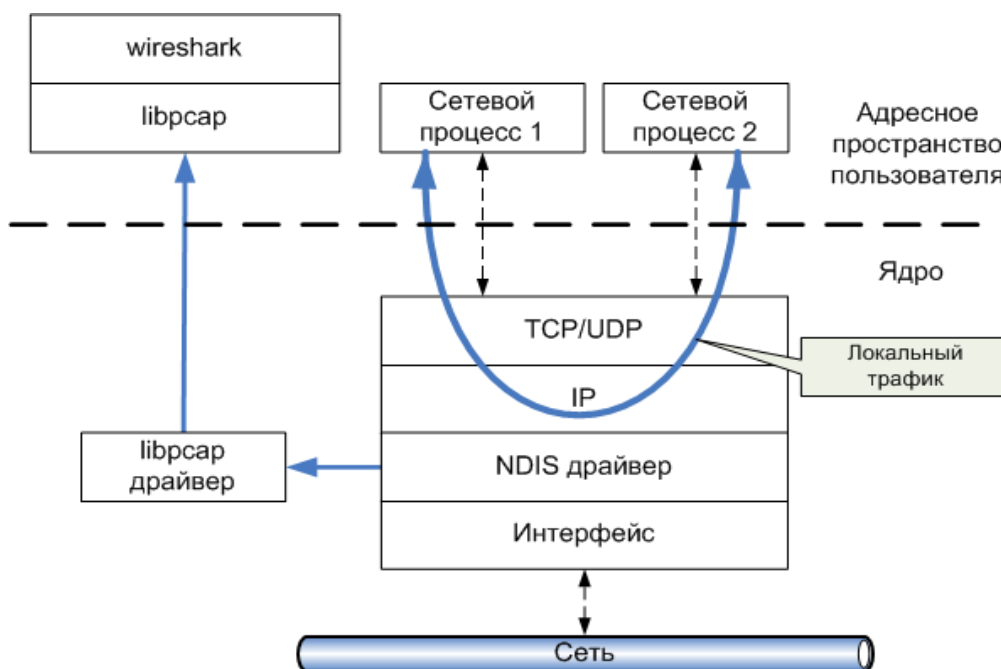 wireshark
libpcap
Сетевой
процесс 1
Сетевой
процесс 2
Адресное
пространство
пользователя
Ядро
TCP/UDP
Локальный
трафик
IP
libpcap
драйвер
NDIS драйвер
Интерфейс
Сеть